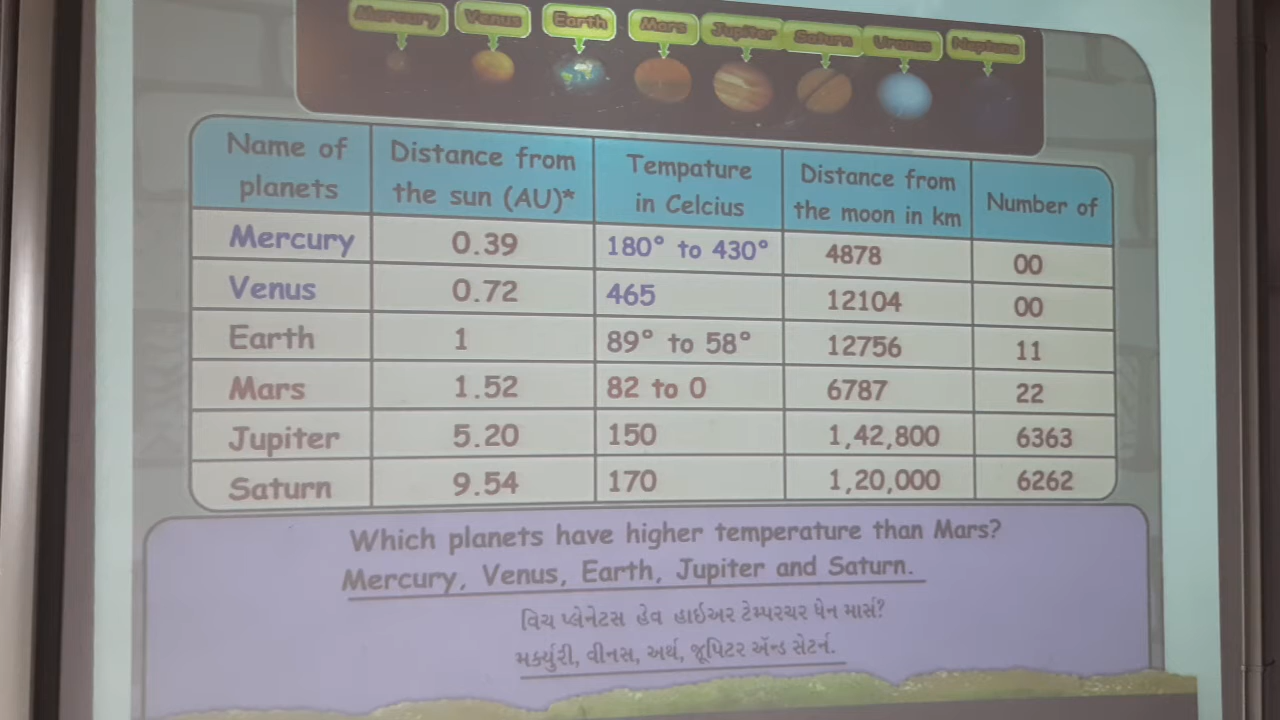 Mercury Venus Earth Mars Jupiter Saturn Uranus Neptune
Name of planets | Distance from the sun (AU)* | Tempature in Celcius | Distance from the moon in km | Number of
Mercury 0.39 180° to 430° 4878 00
Venus 0.72 465 12104 00
Earth 1 89° to 58° 12756 11
Mars 1.52 82 to 0 6787 22
Jupiter 5.20 150 1,42,800 6363
Saturn 9.54 170 1,20,000 6262
Which planets have higher temperature than Mars?
Mercury, Venus, Earth, Jupiter and Saturn.
વિચ પ્લેનેટસ હેવ હાઈઅર ટેમ્પરચર ધેન માર્સ?
મર્ક્યુરી, વીનસ, અર્થ, જૂપિટર ઍન્ડ સેટર્ન.